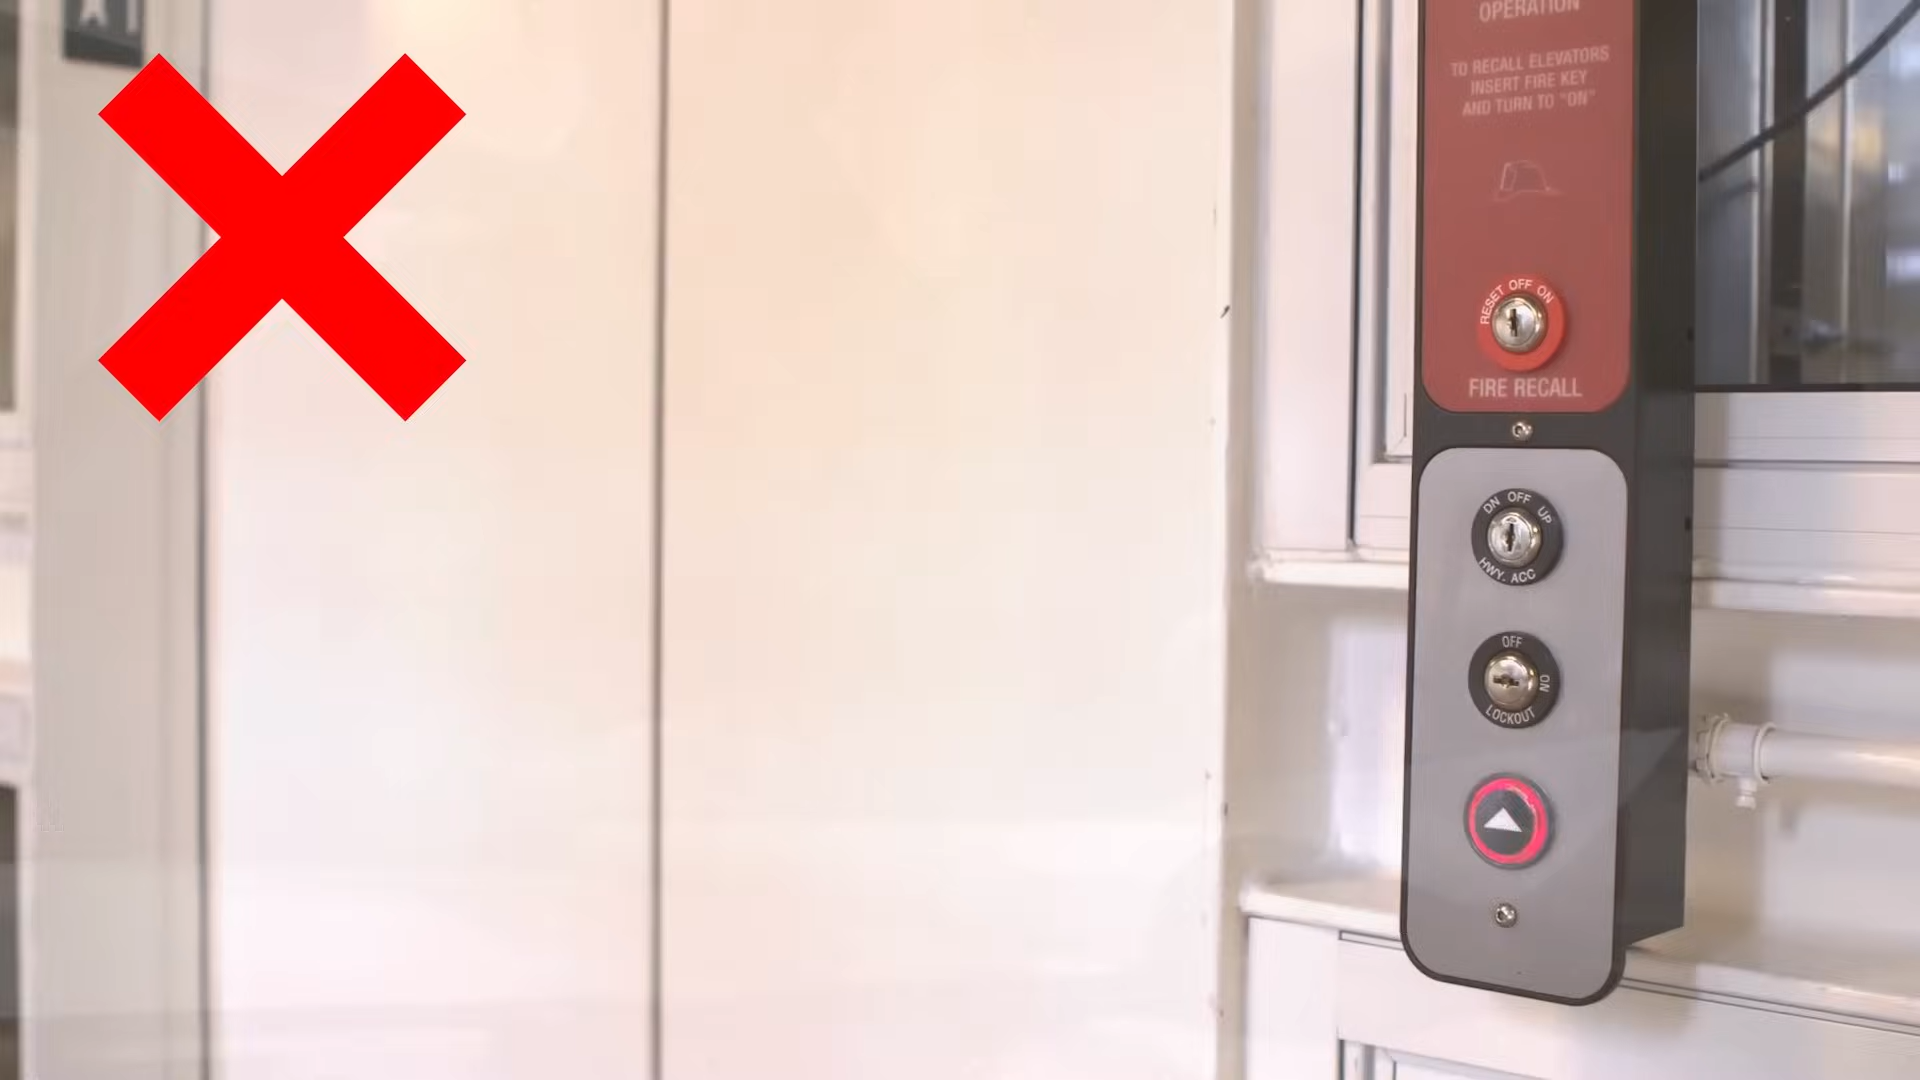 OPERATION
TO RECALL ELEVATORS
INSERT FIRE KEY
AND TURN TO "ON"
RESET OFF ON
FIRE RECALL
DN OFF UP
HWY. ACC
OFF
ON
LOCKOUT